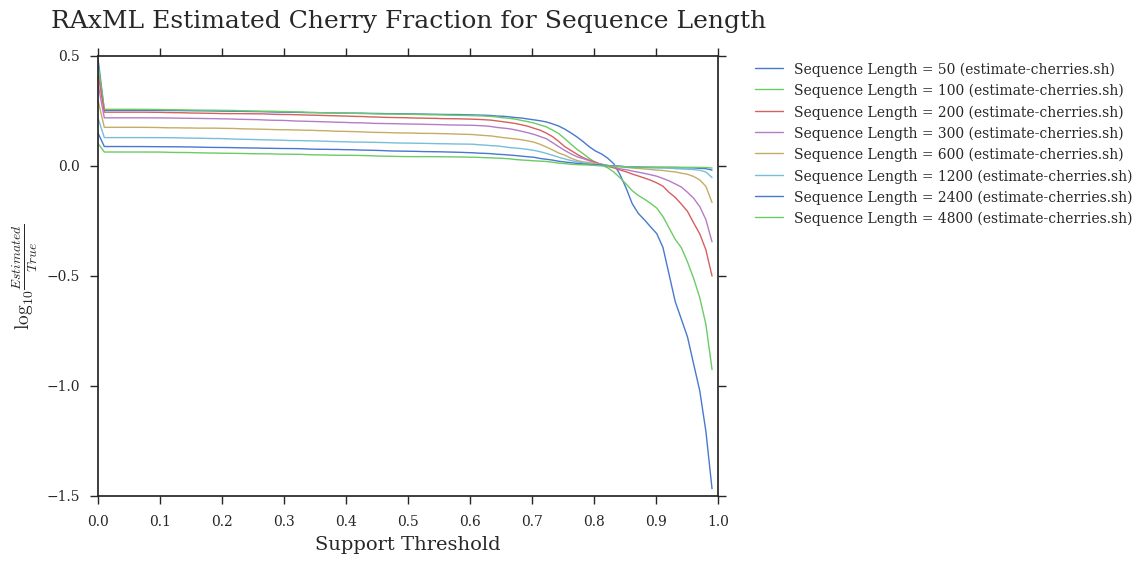 RAxML Estimated Cherry Fraction for Sequence Length
0.5
0.0
−0.5
−1.0
−1.5
log10 Estimated/True
0.0 0.1 0.2 0.3 0.4 0.5 0.6 0.7 0.8 0.9 1.0
Support Threshold
Sequence Length = 50 (estimate-cherries.sh)
Sequence Length = 100 (estimate-cherries.sh)
Sequence Length = 200 (estimate-cherries.sh)
Sequence Length = 300 (estimate-cherries.sh)
Sequence Length = 600 (estimate-cherries.sh)
Sequence Length = 1200 (estimate-cherries.sh)
Sequence Length = 2400 (estimate-cherries.sh)
Sequence Length = 4800 (estimate-cherries.sh)